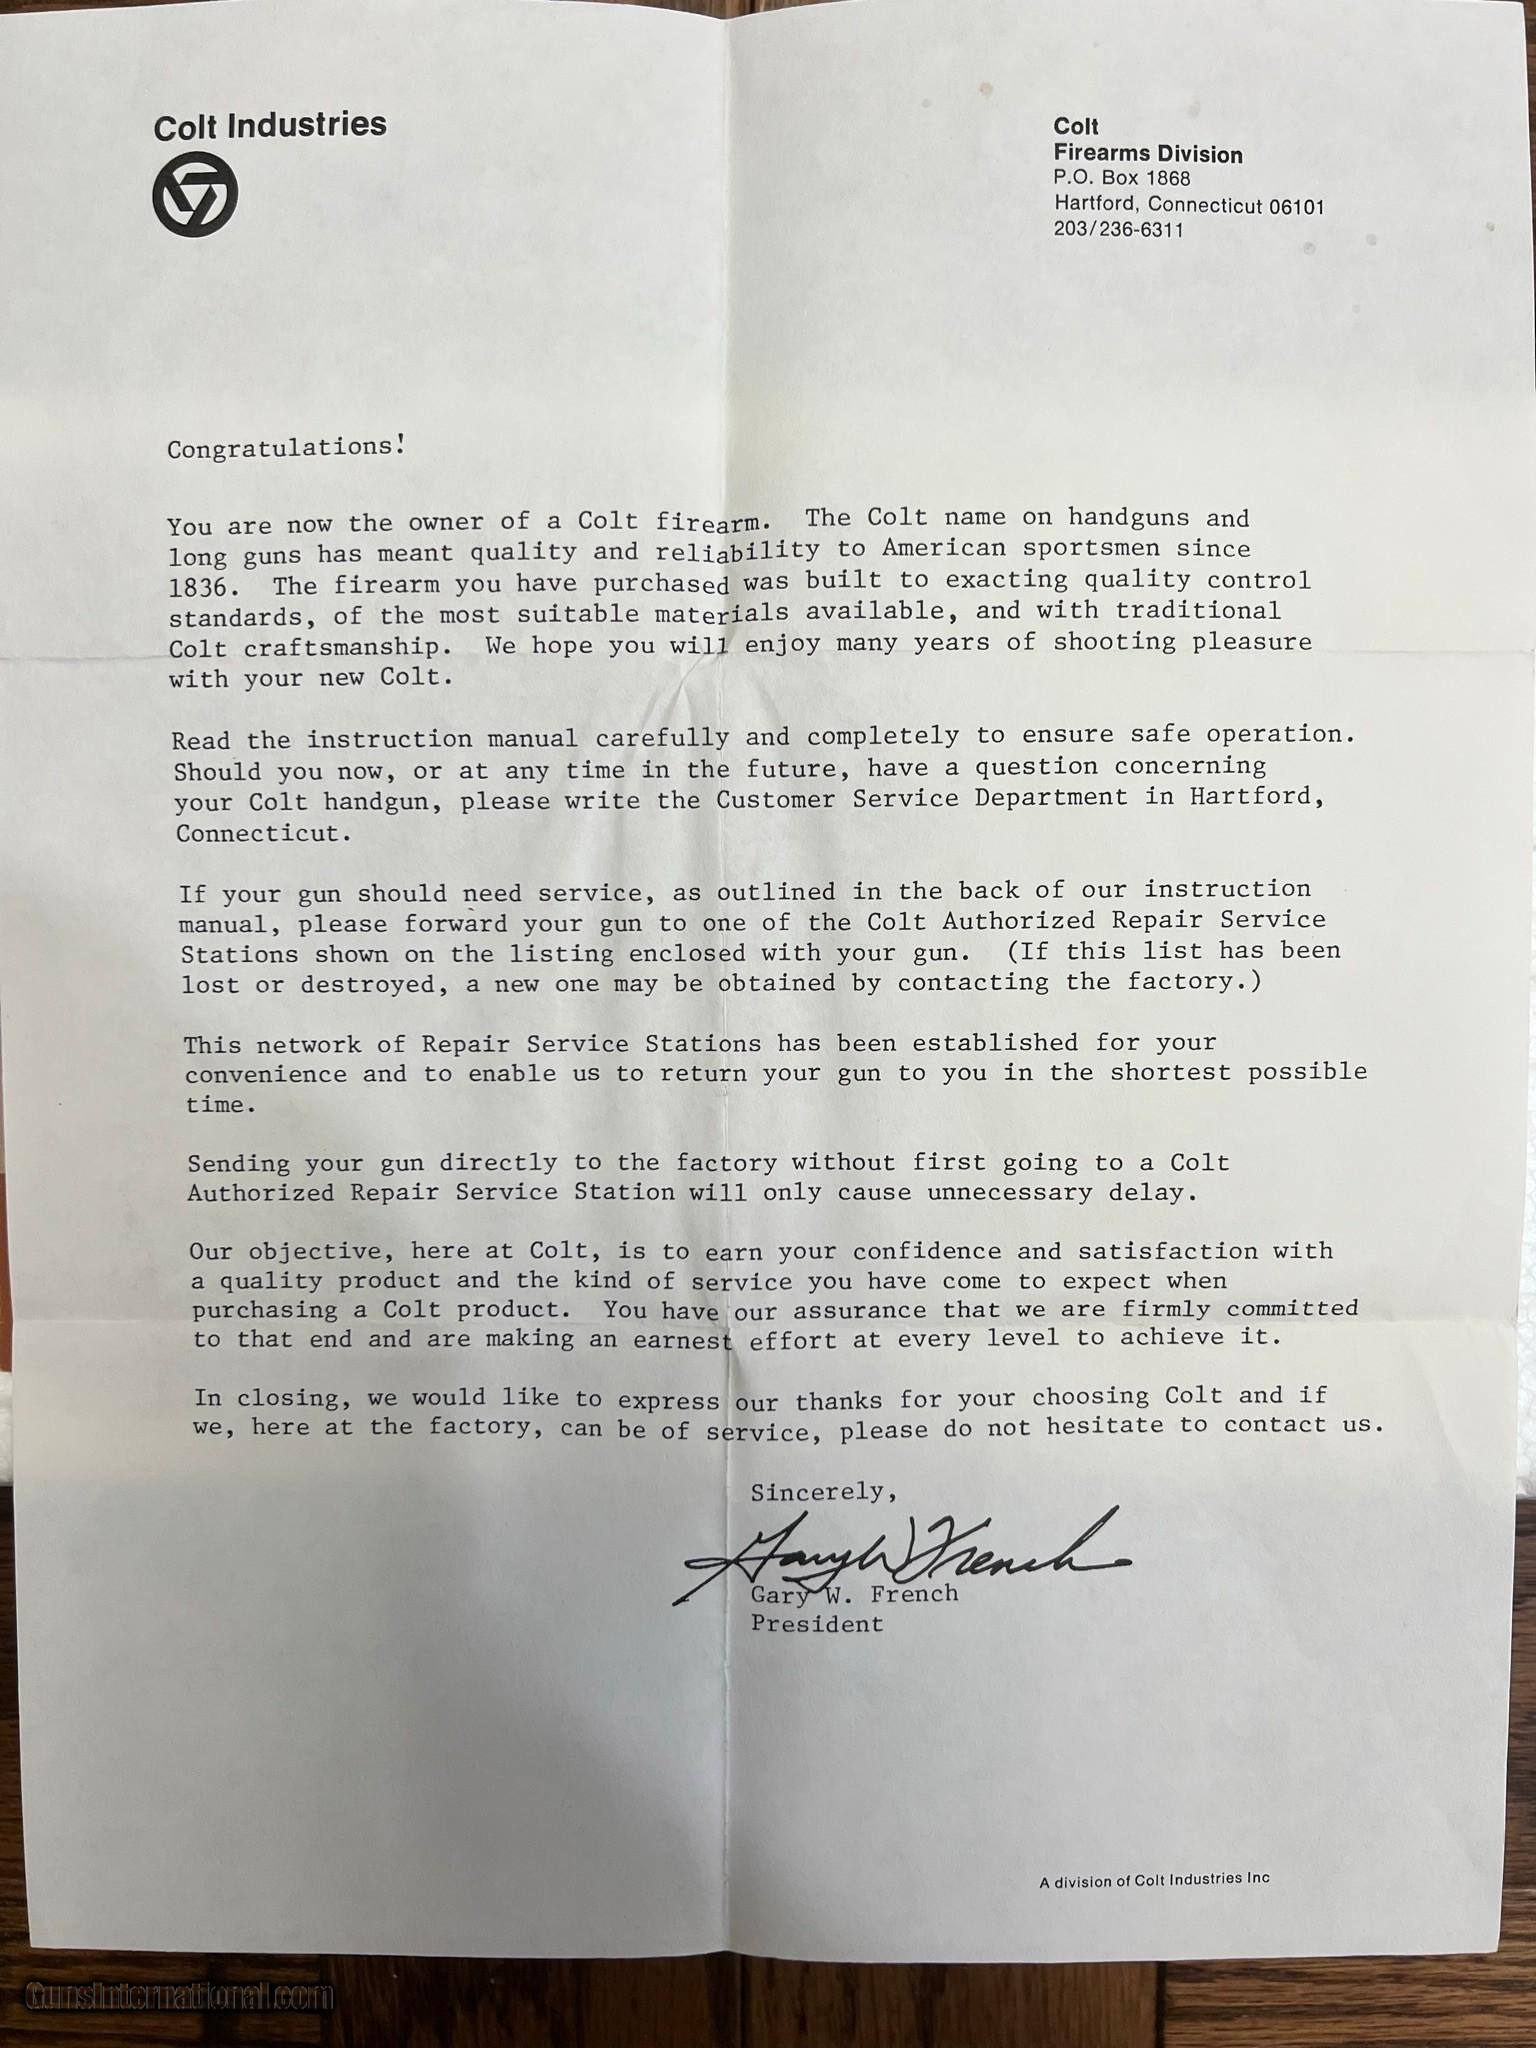 Colt Industries
Colt
Firearms Division
P.O. Box 1868
Hartford, Connecticut 06101
203/236-6311
Congratulations!
You are now the owner of a Colt firearm. The Colt name on handguns and
long guns has meant quality and reliability to American sportsmen since
1836. The firearm you have purchased was built to exacting quality control
standards, of the most suitable materials available, and with traditional
Colt craftsmanship. We hope you will enjoy many years of shooting pleasure
with your new Colt.
Read the instruction manual carefully and completely to ensure safe operation.
Should you now, or at any time in the future, have a question concerning
your Colt handgun, please write the Customer Service Department in Hartford,
Connecticut.
If your gun should need service, as outlined in the back of our instruction
manual, please forward your gun to one of the Colt Authorized Repair Service
Stations shown on the listing enclosed with your gun. (If this list has been
lost or destroyed, a new one may be obtained by contacting the factory.)
This network of Repair Service Stations has been established for your
convenience and to enable us to return your gun to you in the shortest possible
time.
Sending your gun directly to the factory without first going to a Colt
Authorized Repair Service Station will only cause unnecessary delay.
Our objective, here at Colt, is to earn your confidence and satisfaction with
a quality product and the kind of service you have come to expect when
purchasing a Colt product. You have our assurance that we are firmly committed
to that end and are making an earnest effort at every level to achieve it.
In closing, we would like to express our thanks for your choosing Colt and if
we, here at the factory, can be of service, please do not hesitate to contact us.
Sincerely,
Gary W French
Gary W. French
President
A division of Colt Industries Inc
GunsInternational.com